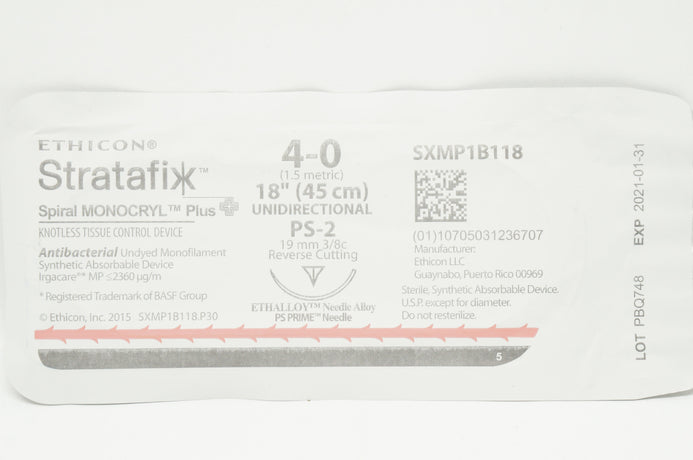 ETHICON®
Stratafix™
Spiral MONOCRYL™ Plus
KNOTLESS TISSUE CONTROL DEVICE
Antibacterial Undyed Monofilament
Synthetic Absorbable Device
Irgacare®* MP ≤2360 µg/m
*Registered Trademark of BASF Group
© Ethicon, Inc. 2015 SXMP1B118.P30
4-0
(1.5 metric)
18" (45 cm)
UNIDIRECTIONAL
PS-2
19 mm 3/8c
Reverse Cutting
ETHALLOY™ Needle Alloy
PS PRIME™ Needle
SXMP1B118
(01)10705031236707
Manufacturer:
Ethicon LLC
Guaynabo, Puerto Rico 00969
Sterile, Synthetic Absorbable Device.
U.S.P. except for diameter.
Do not resterilize.
5
LOT PBQ748 EXP 2021-01-31